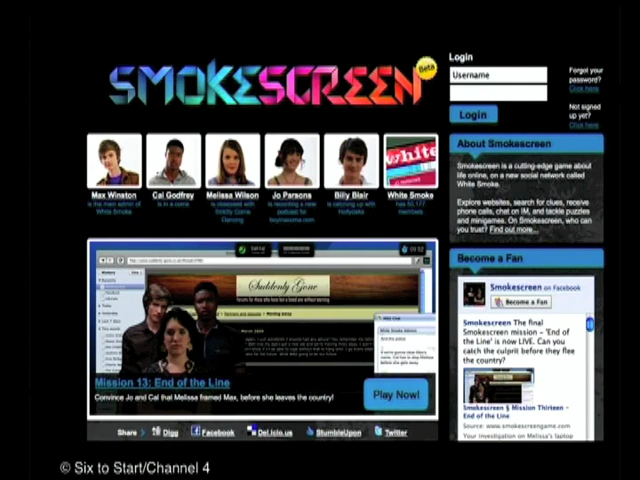 SMOKESCREEN
Beta
Login
Username
Login
Forgot your
password?
Click here
Not signed
up yet?
Click here
Max Winston
is the main admin of
White Smoke
Cal Godfrey
is in a coma
Melissa Wilson
is obsessed with
Strictly Come
Dancing
Jo Parsons
is recording a new
podcast for
Billy Blair
is catching up with
Hollyoaks
white
White Smoke
members
About Smokescreen
Smokescreen is a cutting-edge game about
life online, on a new social network called
White Smoke.
Explore websites, search for clues, receive
phone calls, chat on IM, and tackle puzzles
and minigames. On Smokescreen, who can
you trust? Find out more...
Become a Fan
Smokescreen on Facebook
Become a Fan
Smokescreen The final
Smokescreen mission – 'End of
the Line' is now LIVE. Can you
catch the culprit before they flee
the country?
Smokescreen § Mission Thirteen –
End of the Line
Source: www.smokescreengame.com
Your investigation on Melissa's laptop
Suddenly Gone
Mission 13: End of the Line
Convince Jo and Cal that Melissa framed Max, before she leaves the country!
Play Now!
Share
Digg
Facebook
Del.icio.us
StumbleUpon
Twitter
© Six to Start/Channel 4